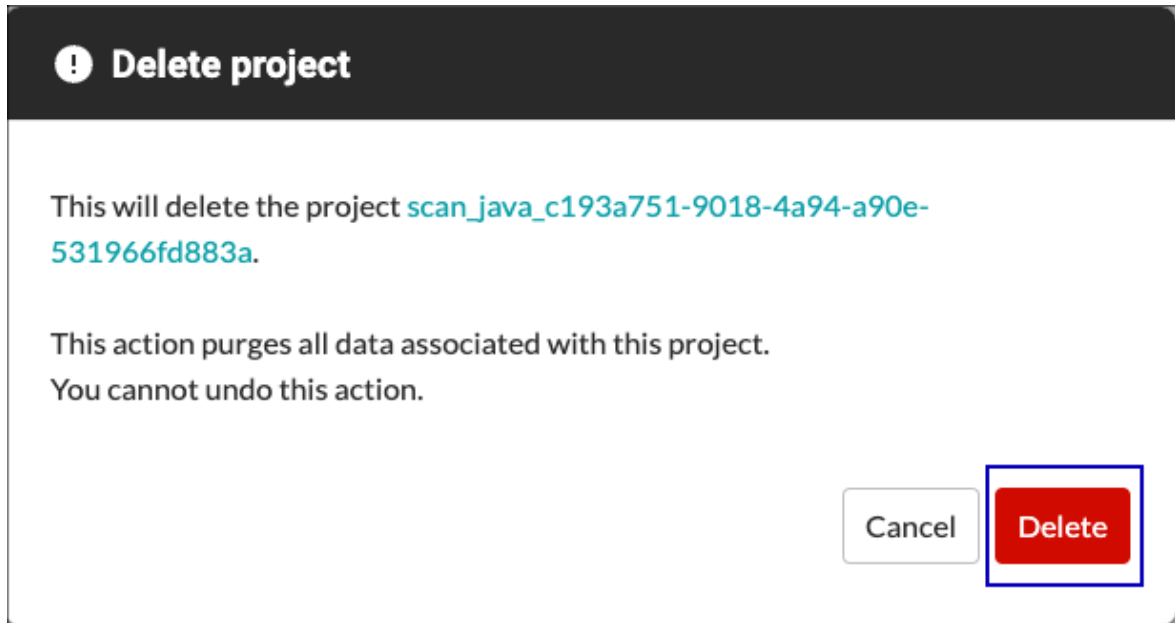 Delete project
This will delete the project scan_java_c193a751-9018-4a94-a90e-
531966fd883a.
This action purges all data associated with this project.
You cannot undo this action.
Cancel Delete